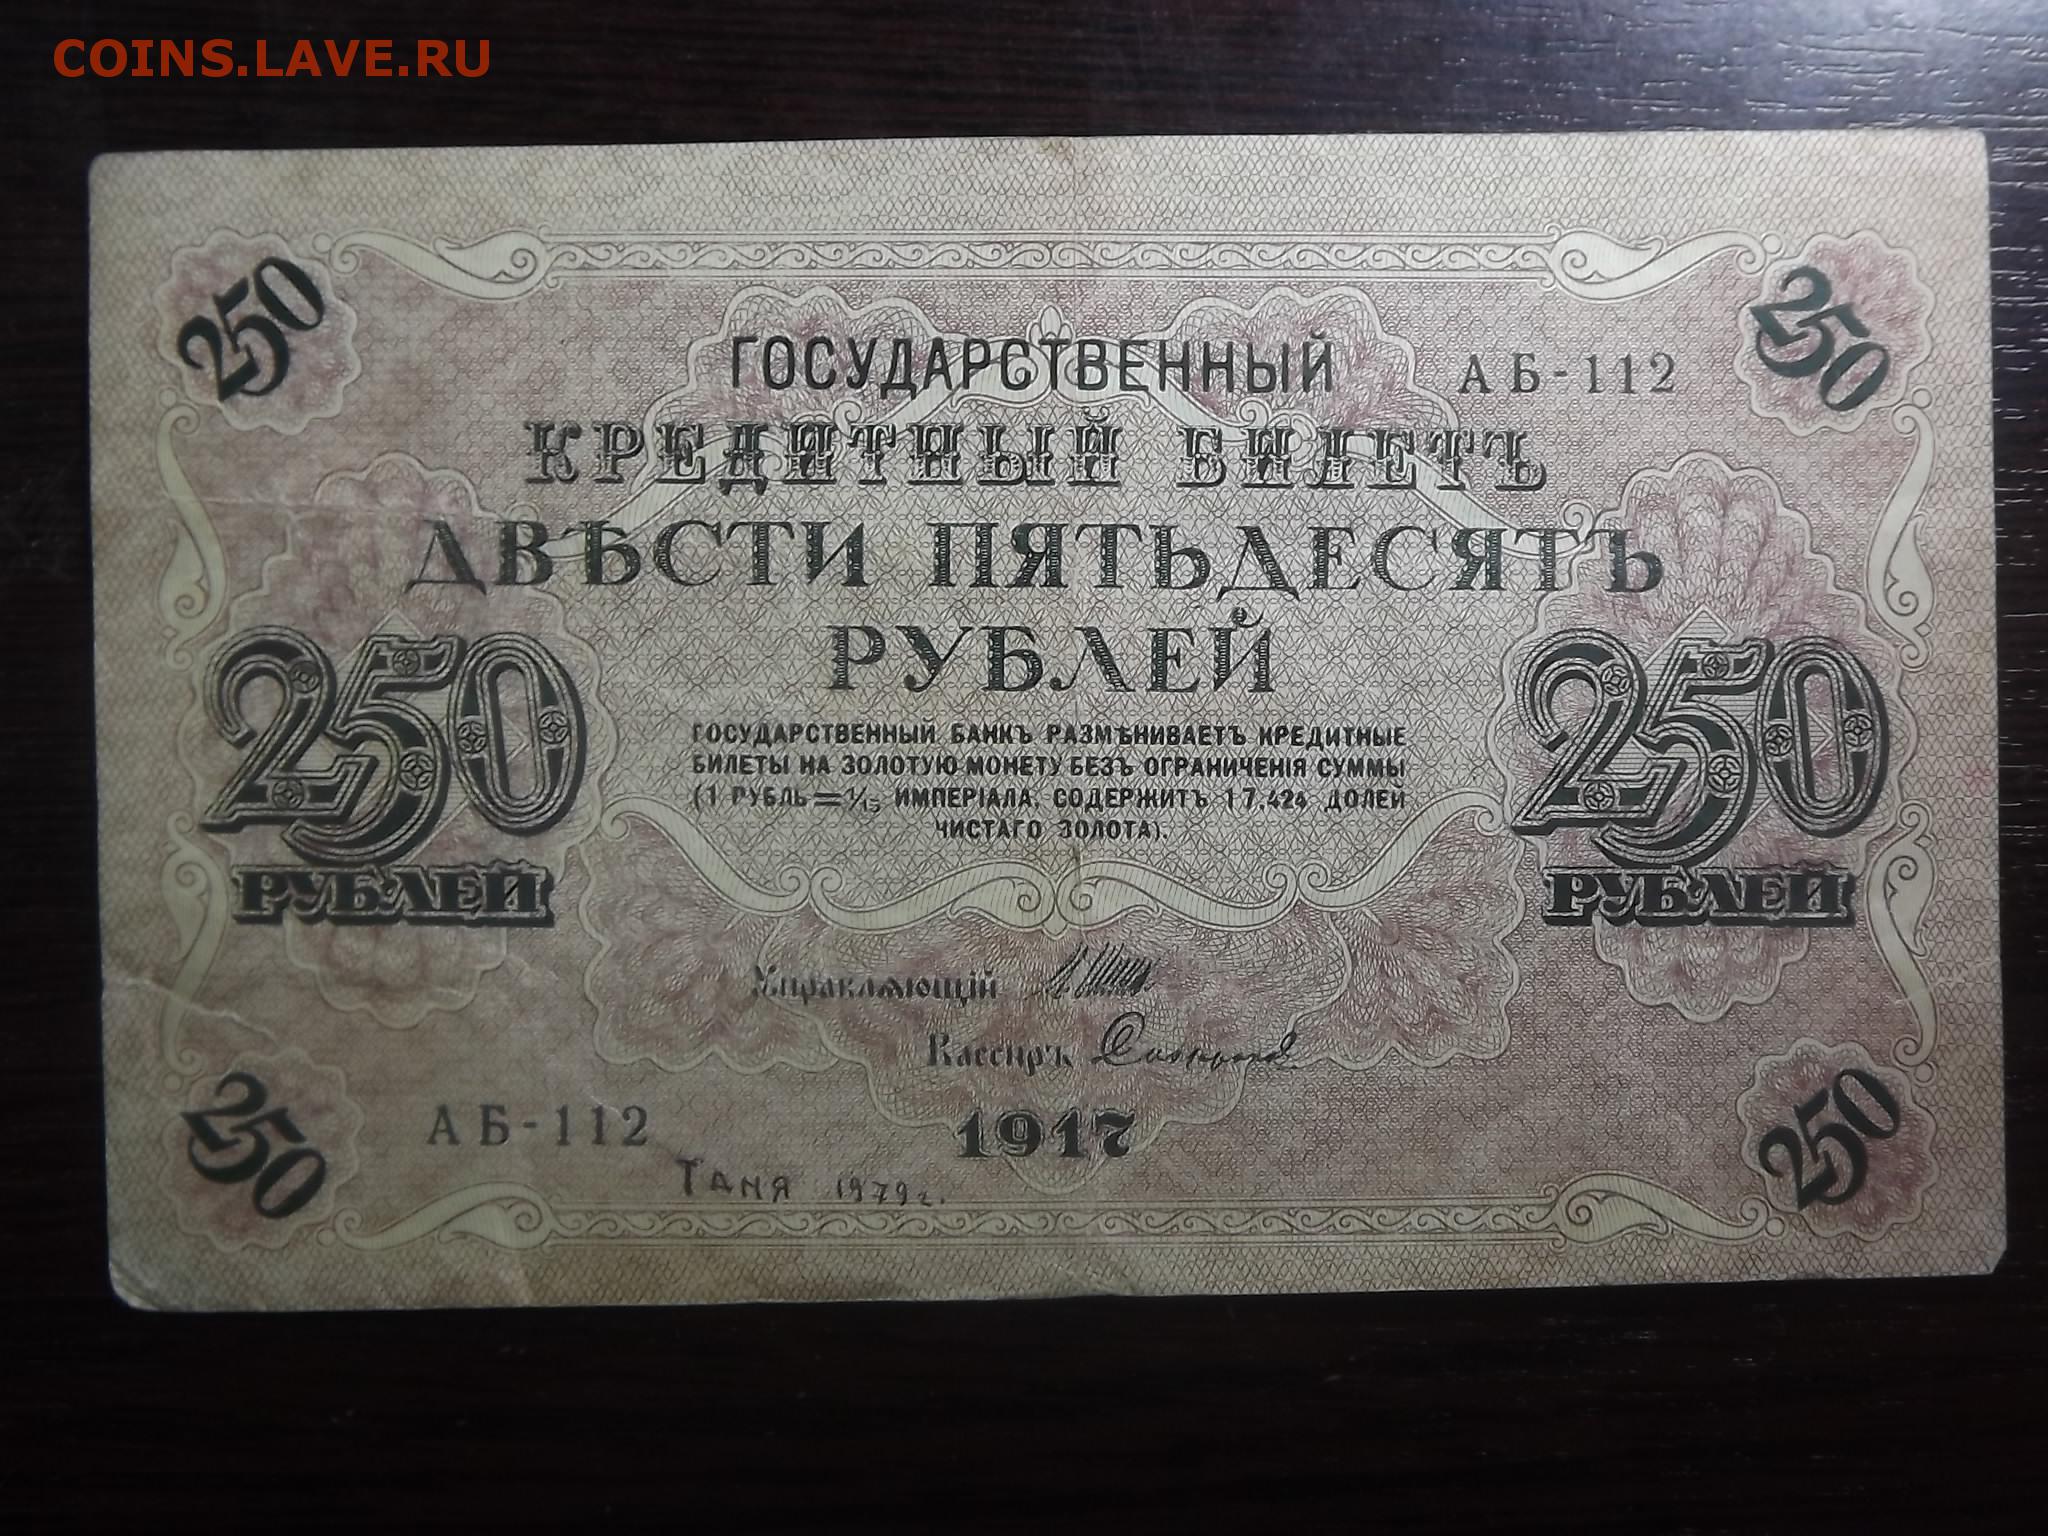 COINS.LAVE.RU
250 250
ГОСУДАРСТВЕННЫЙ АБ-112
КРЕДИТНЫЙ БИЛЕТЪ
ДВѢСТИ ПЯТЬДЕСЯТЪ
РУБЛЕЙ
250 250
РУБЛЕЙ РУБЛЕЙ
ГОСУДАРСТВЕННЫЙ БАНКЪ РАЗМѢНИВАЕТЪ КРЕДИТНЫЕ
БИЛЕТЫ НА ЗОЛОТУЮ МОНЕТУ БЕЗЪ ОГРАНИЧЕНІЯ СУММЫ
(1 РУБЛЬ=1/15 ИМПЕРІАЛА, СОДЕРЖИТЪ 17,424 ДОЛЕЙ
ЧИСТАГО ЗОЛОТА).
Управляющій
Кассиръ
АБ-112 1917
250 250
ТАНЯ 1979г.